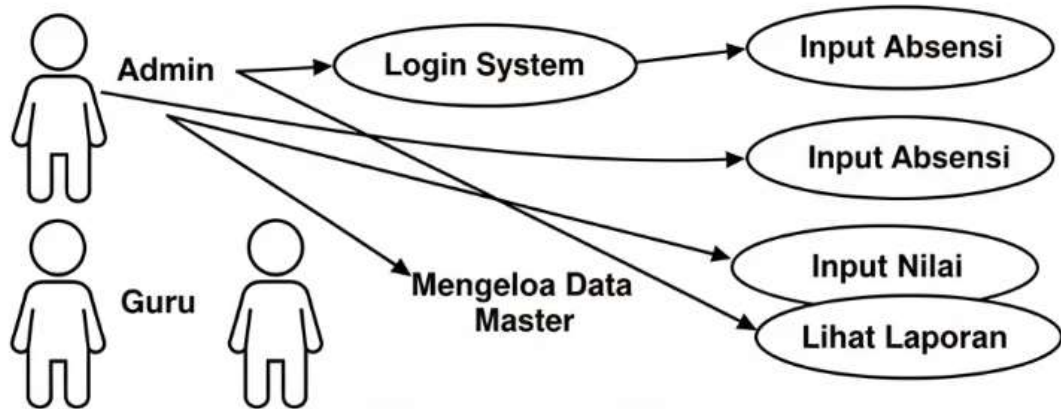 Admin
Login System
Input Absensi
Input Absensi
Input Nilai
Guru
Mengeloa Data
Master
Lihat Laporan